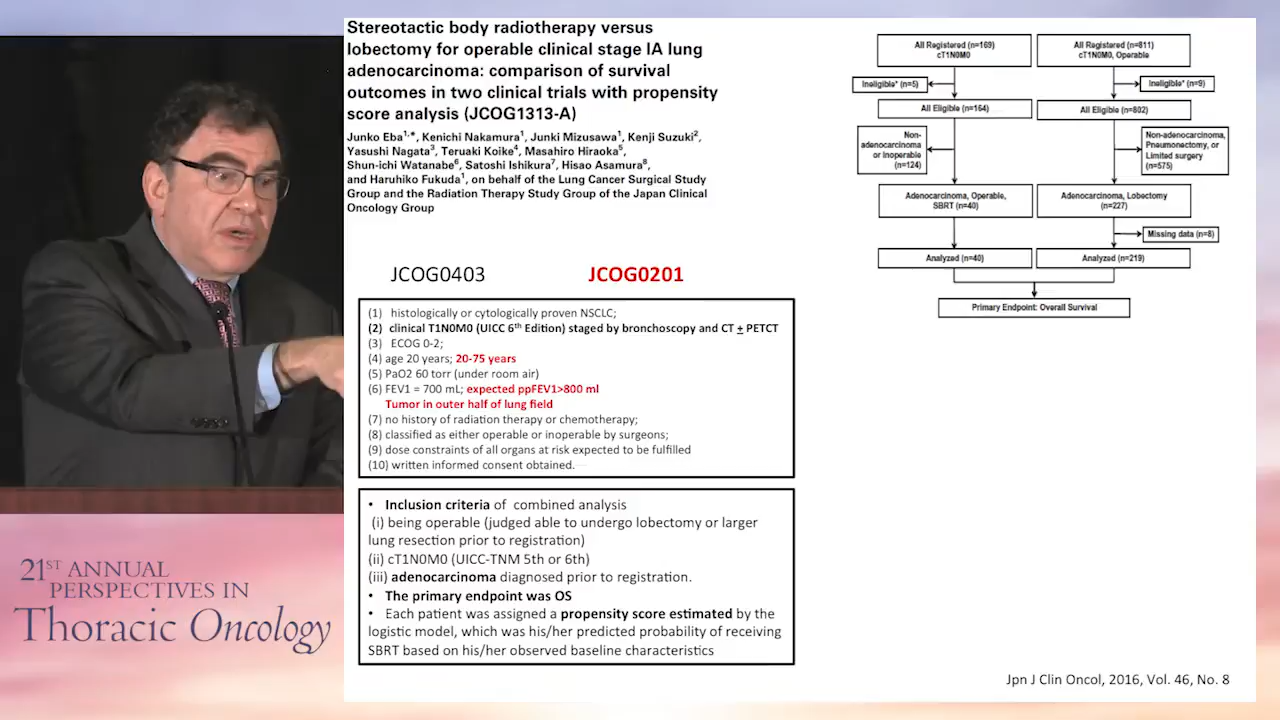 Stereotactic body radiotherapy versus
lobectomy for operable clinical stage IA lung
adenocarcinoma: comparison of survival
outcomes in two clinical trials with propensity
score analysis (JCOG1313-A)
Junko Eba1,*, Kenichi Nakamura1, Junki Mizusawa1, Kenji Suzuki2,
Yasushi Nagata3, Teruaki Koike4, Masahiro Hiraoka5,
Shun-ichi Watanabe6, Satoshi Ishikura7, Hisao Asamura8,
and Haruhiko Fukuda1, on behalf of the Lung Cancer Surgical Study
Group and the Radiation Therapy Study Group of the Japan Clinical
Oncology Group
JCOG0403
JCOG0201
(1) histologically or cytologically proven NSCLC;
(2) clinical T1N0M0 (UICC 6th Edition) staged by bronchoscopy and CT ± PETCT
(3) ECOG 0-2;
(4) age 20 years; 20-75 years
(5) PaO2 60 torr (under room air)
(6) FEV1 = 700 mL; expected ppFEV1>800 ml
Tumor in outer half of lung field
(7) no history of radiation therapy or chemotherapy;
(8) classified as either operable or inoperable by surgeons;
(9) dose constraints of all organs at risk expected to be fulfilled
(10) written informed consent obtained.
• Inclusion criteria of combined analysis
(i) being operable (judged able to undergo lobectomy or larger
lung resection prior to registration)
(ii) cT1N0M0 (UICC-TNM 5th or 6th)
(iii) adenocarcinoma diagnosed prior to registration.
• The primary endpoint was OS
• Each patient was assigned a propensity score estimated by the
logistic model, which was his/her predicted probability of receiving
SBRT based on his/her observed baseline characteristics
All Registered (n=169)
cT1N0M0
Ineligible* (n=5)
All Eligible (n=164)
Non-
adenocarcinoma
or Inoperable
(n=124)
Adenocarcinoma, Operable,
SBRT (n=40)
Analyzed (n=40)
All Registered (n=811)
cT1N0M0, Operable
Ineligible* (n=9)
All Eligible (n=802)
Non-adenocarcinoma,
Pneumonectomy, or
Limited surgery
(n=575)
Adenocarcinoma, Lobectomy
(n=227)
Missing data (n=8)
Analyzed (n=219)
Primary Endpoint: Overall Survival
Jpn J Clin Oncol, 2016, Vol. 46, No. 8
21ST ANNUAL
PERSPECTIVES IN
Thoracic Oncology